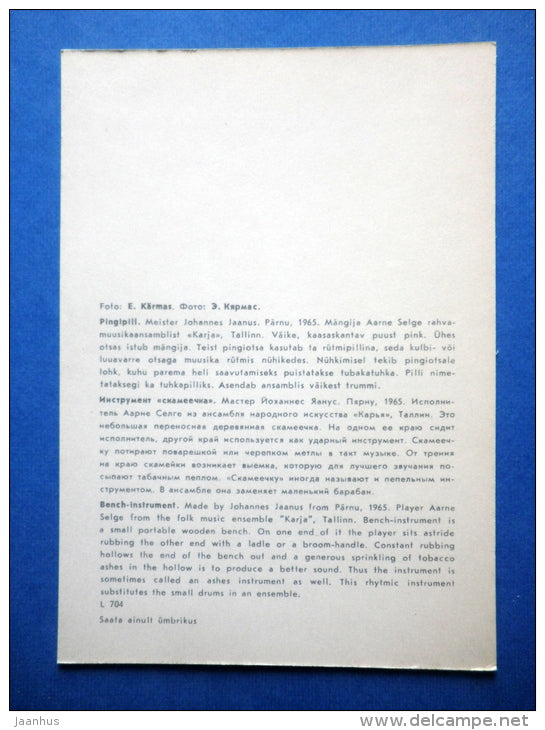 Foto: E. Kärmas. Фото: Э. Кярмас.
Pingipill. Meister Johannes Jaanus. Pärnu, 1965. Mängija Aarne Selge rahva-
muusikaansamblist «Karja», Tallinn. Väike, kaasaskantav puust pink. Ühes
otsas istub mängija. Teist pingiotsa kasutab ta rütmipillina, seda kulbi- või
luuavarre otsaga muusika rütmis nühikedes. Nühkimisel tekib pingiotsale
lohk, kuhu parema heli saavutamiseks puistatakse tubakatuhka. Pilli nime-
tataksegi ka tuhkapilliks. Asendab ansamblis väikest trummi.
Инструмент «скамеечка». Мастер Йоханнес Яанус. Пярну, 1965. Исполни-
тель Аарне Селге из ансамбля народного искусства «Карья», Таллин. Это
небольшая переносная деревянная скамеечка. На одном ее краю сидит
исполнитель, другой край используется как ударный инструмент. Скамееч-
ку потирают поварешкой или черепком метлы в такт музыке. От трения
на краю скамейки возникает выемка, которую для лучшего звучания по-
сыпают табачным пеплом. «Скамеечку» иногда называют и пепельным ин-
струментом. В ансамбле она заменяет маленький барабан.
Bench-instrument. Made by Johannes Jaanus from Pärnu, 1965. Player Aarne
Selge from the folk music ensemble "Karja", Tallinn. Bench-instrument is
a small portable wooden bench. On one end of it the player sits astride
rubbing the other end with a ladle or a broom-handle. Constant rubbing
hollows the end of the bench out and a generous sprinkling of tobacco
ashes in the hollow is to produce a better sound. Thus the instrument is
sometimes called an ashes instrument as well. This rhytmic instrument
substitutes the small drums in an ensemble.
L 704
Saata ainult ümbrikus
Jaanhus
www.delcampe.net